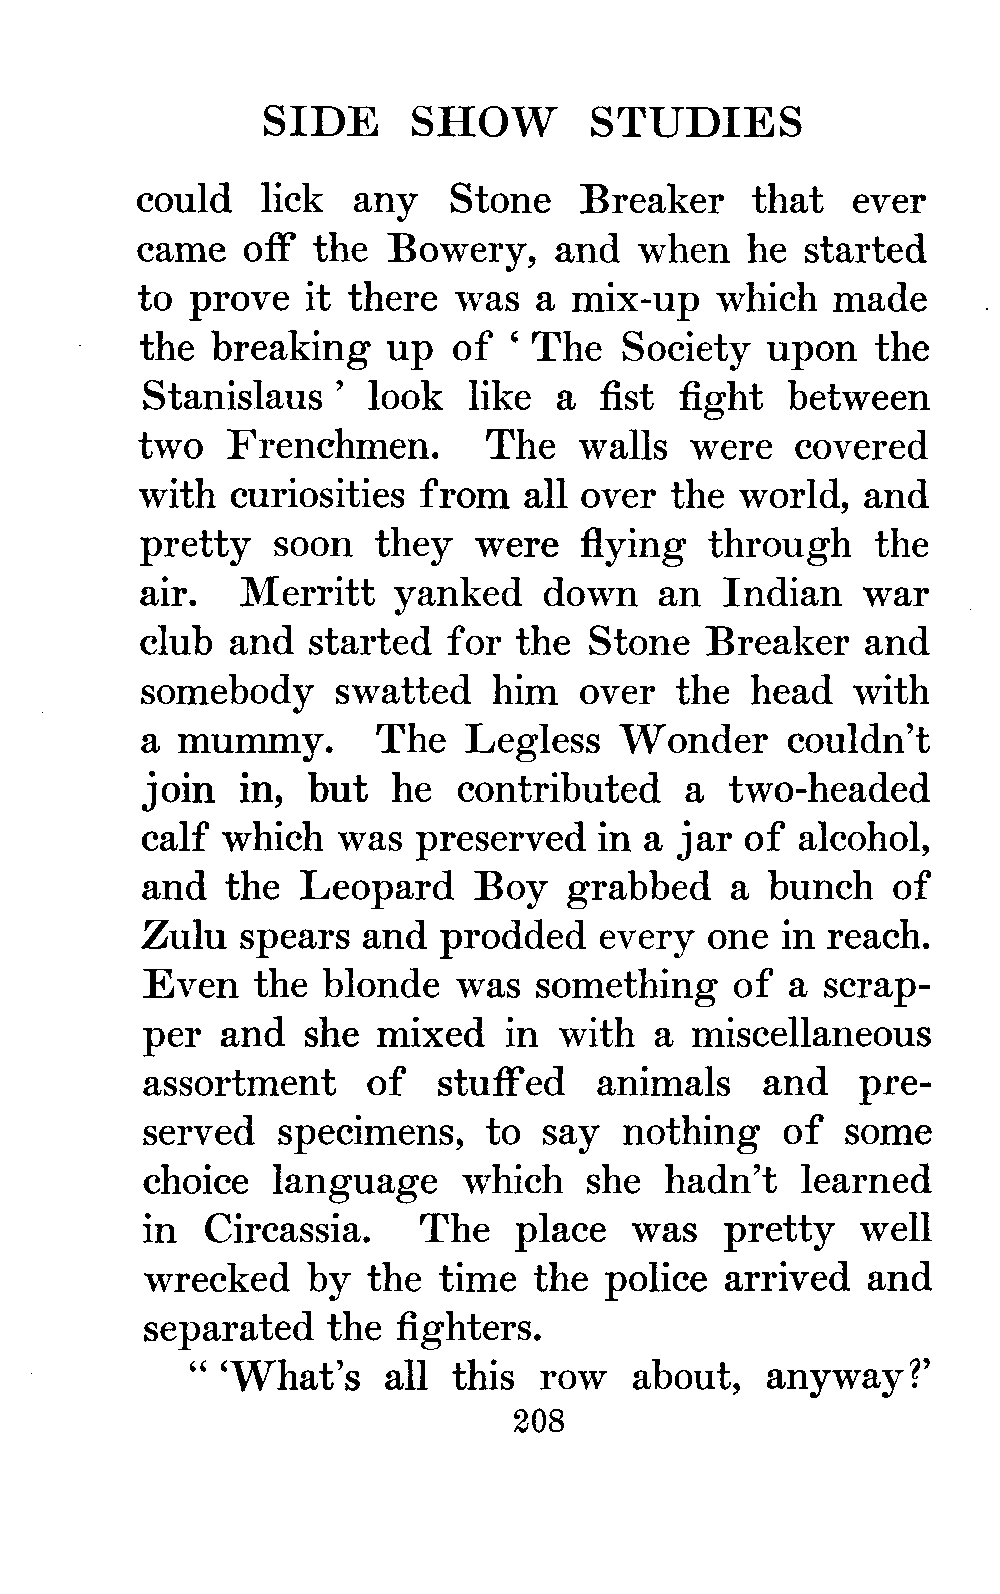 SIDE SHOW STUDIES
could lick any Stone Breaker that ever
came off the Bowery, and when he started
to prove it there was a mix-up which made
the breaking up of ‘ The Society upon the
Stanislaus ’ look like a fist fight between
two Frenchmen. The walls were covered
with curiosities from all over the world, and
pretty soon they were flying through the
air. Merritt yanked down an Indian war
club and started for the Stone Breaker and
somebody swatted him over the head with
a mummy. The Legless Wonder couldn’t
join in, but he contributed a two-headed
calf which was preserved in a jar of alcohol,
and the Leopard Boy grabbed a bunch of
Zulu spears and prodded every one in reach.
Even the blonde was something of a scrap-
per and she mixed in with a miscellaneous
assortment of stuffed animals and pre-
served specimens, to say nothing of some
choice language which she hadn’t learned
in Circassia. The place was pretty well
wrecked by the time the police arrived and
separated the fighters.
“ ‘What’s all this row about, anyway?’
208